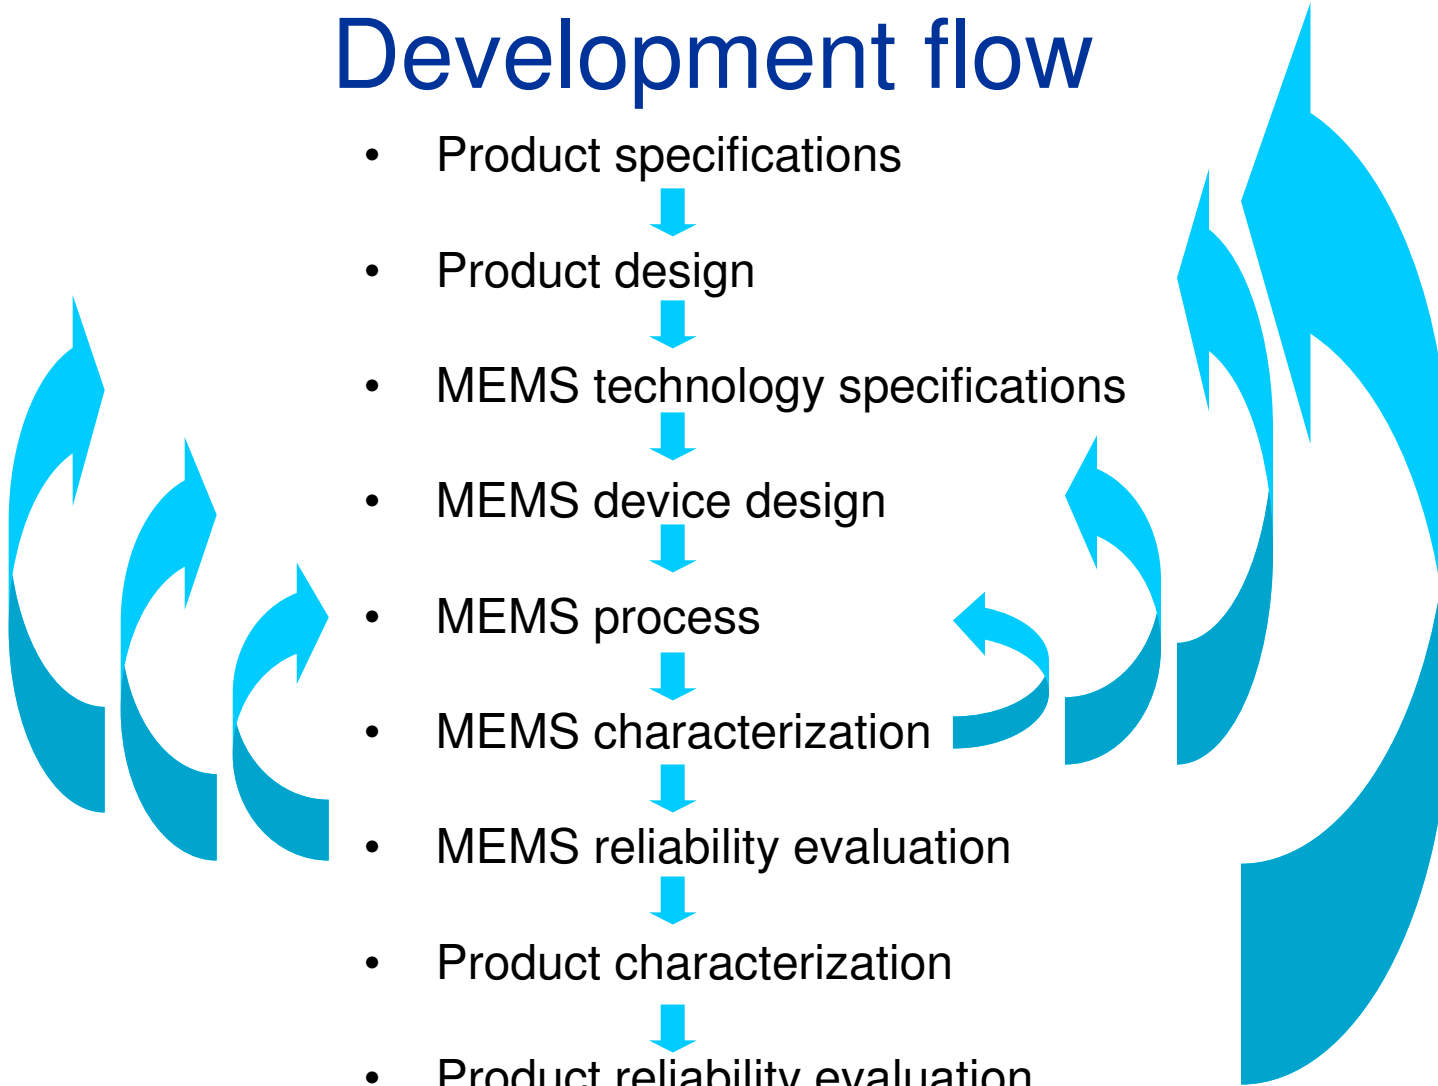 Development flow
• Product specifications
• Product design
• MEMS technology specifications
• MEMS device design
• MEMS process
• MEMS characterization
• MEMS reliability evaluation
• Product characterization
• Product reliability evaluation